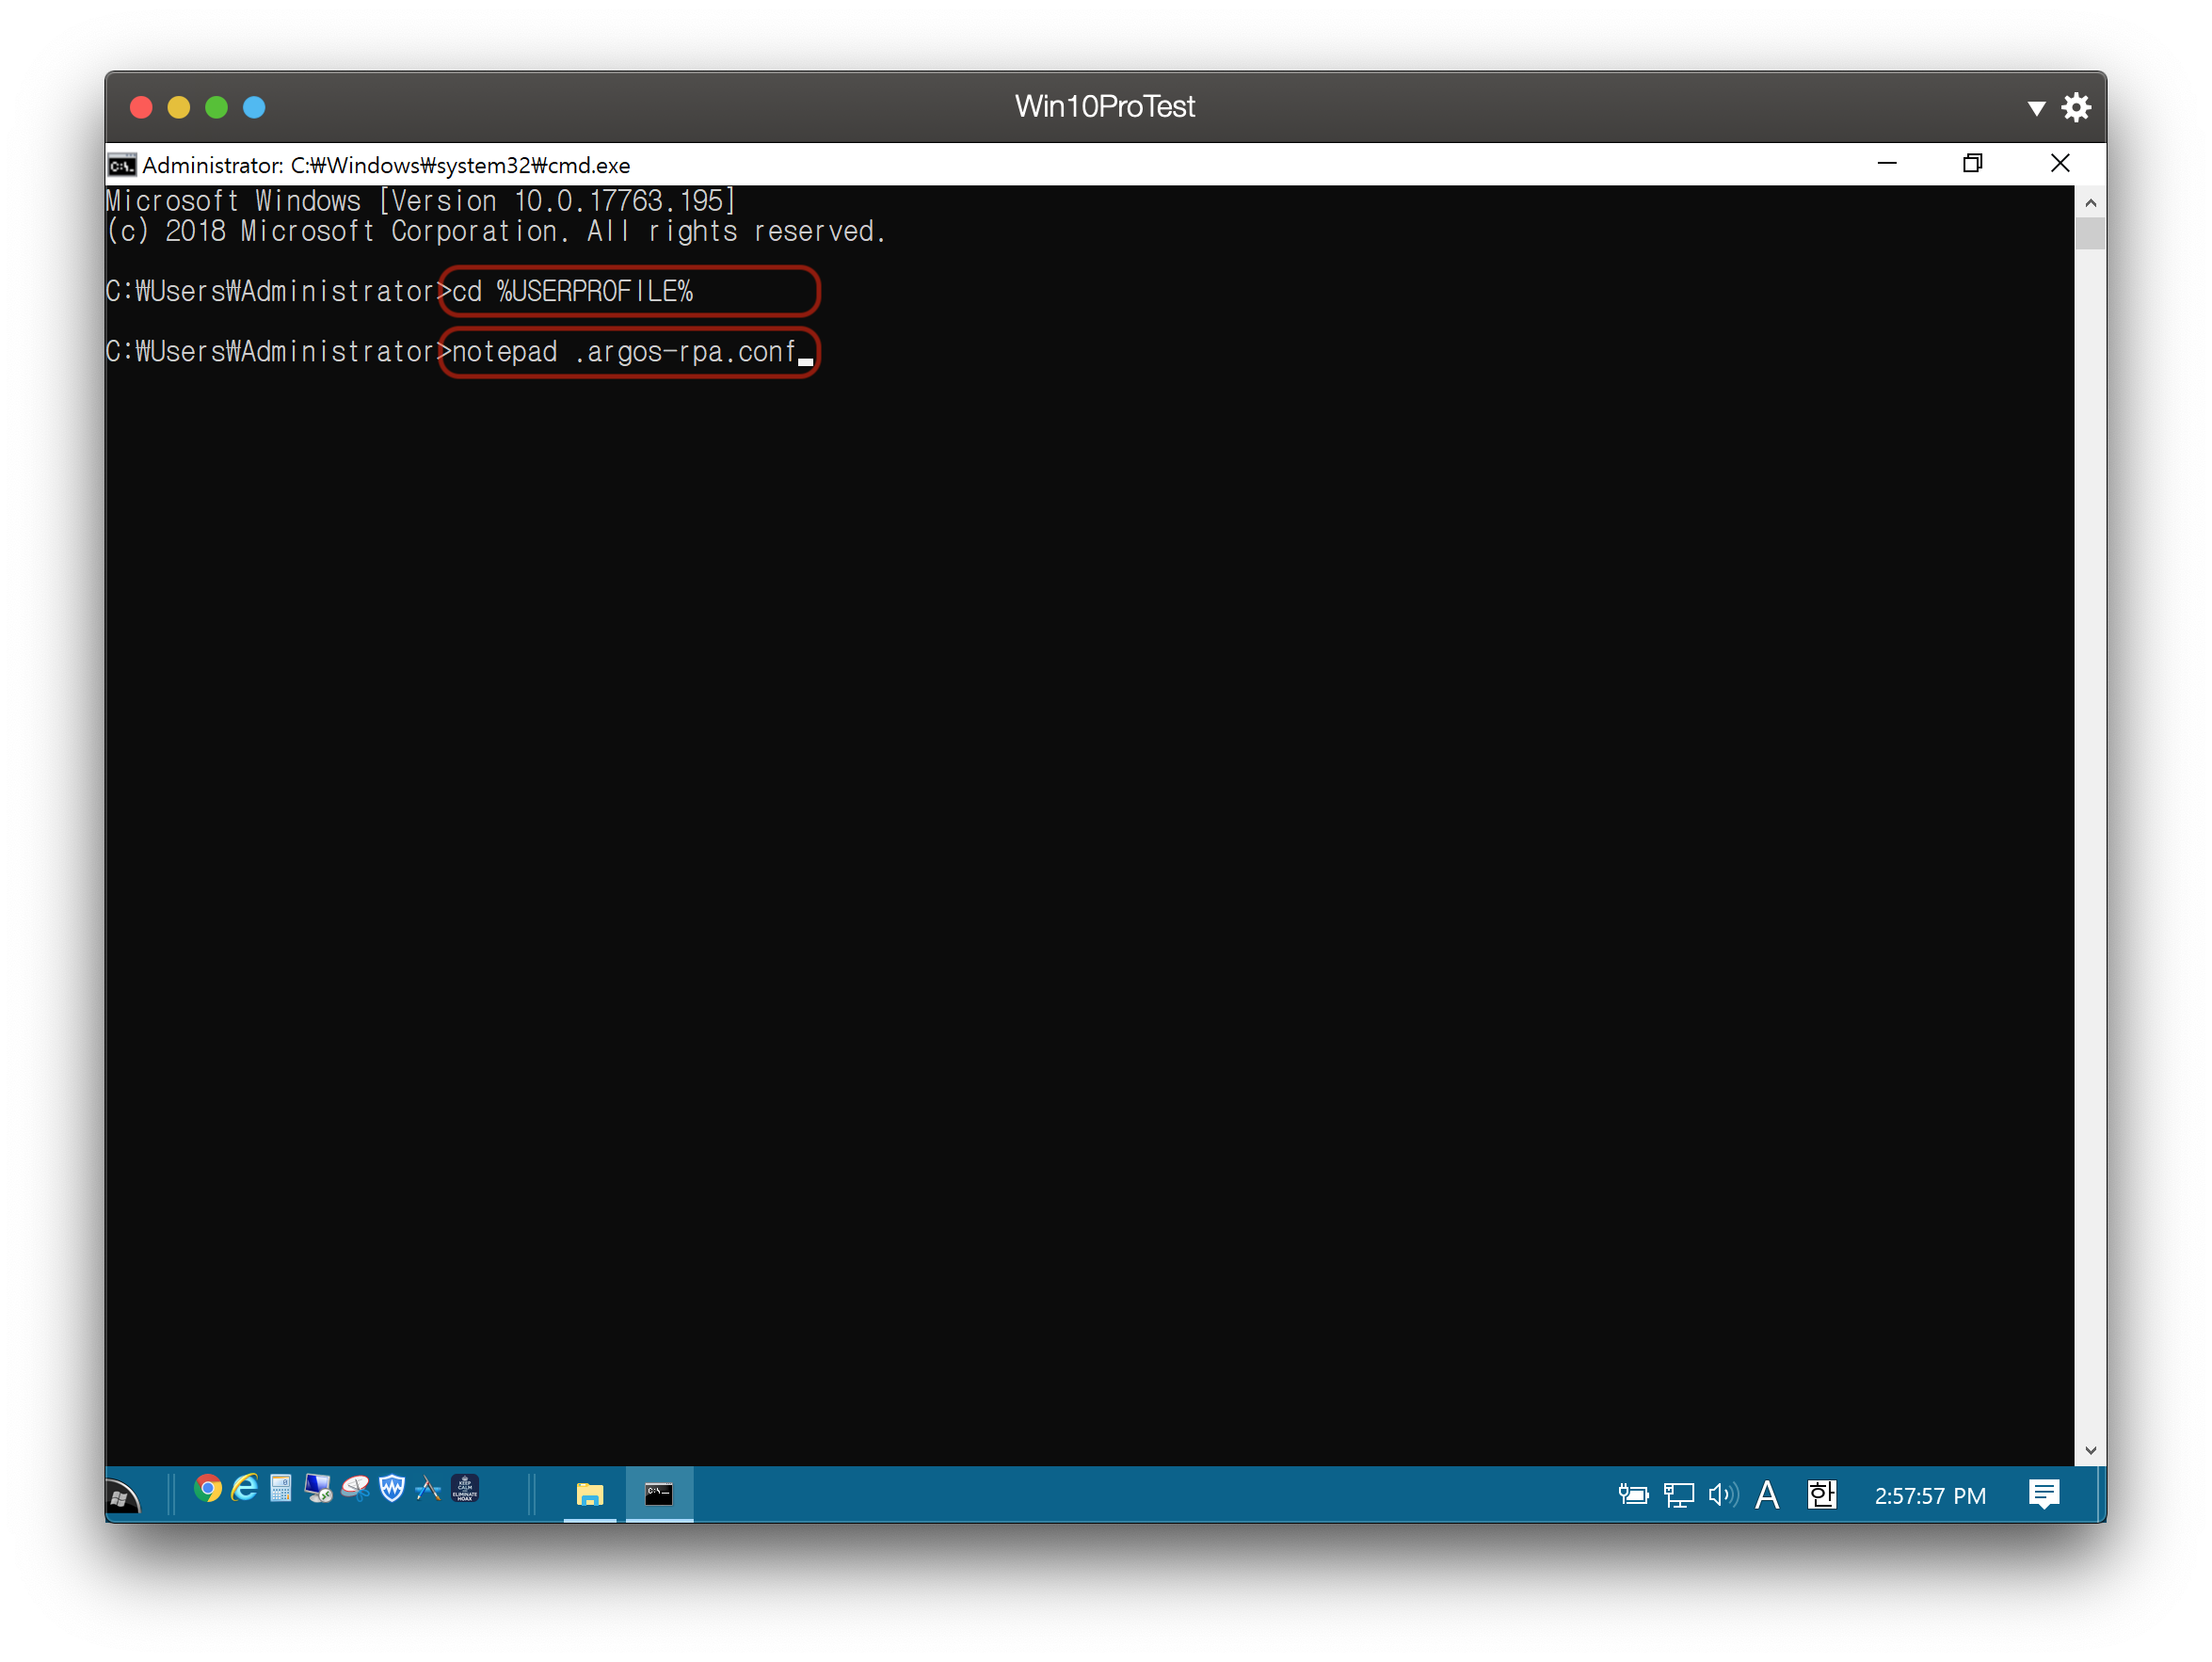 Win10ProTest
Administrator: C:₩Windows₩system32₩cmd.exe
Microsoft Windows [Version 10.0.17763.195]
(c) 2018 Microsoft Corporation. All rights reserved.
C:₩Users₩Administrator>cd %USERPROFILE%
C:₩Users₩Administrator>notepad .argos-rpa.conf
A 한 2:57:57 PM